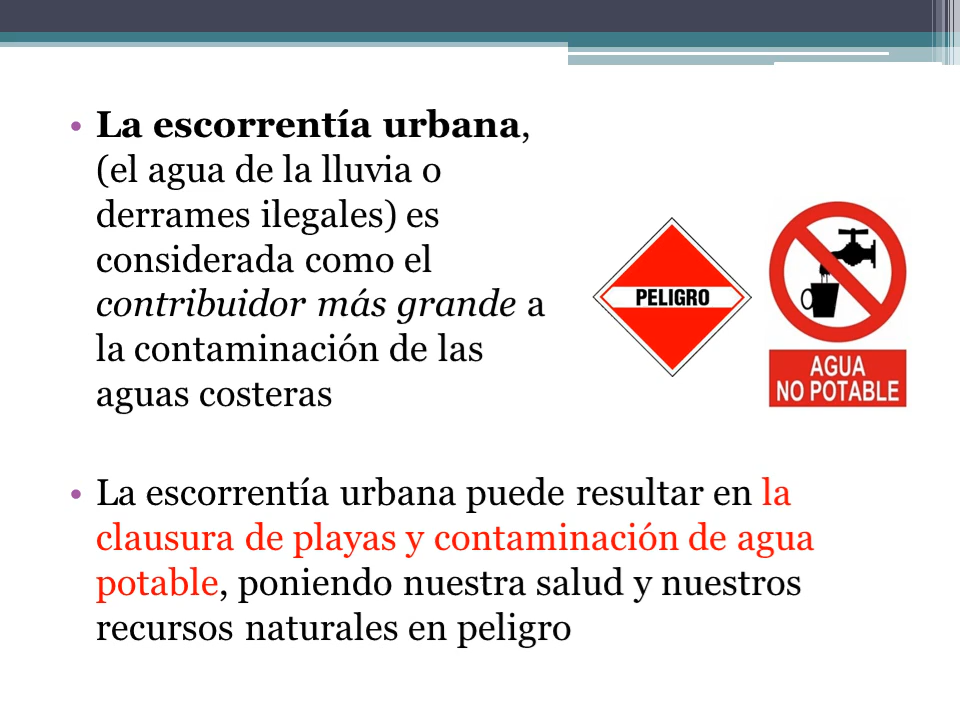 • La escorrentía urbana,
(el agua de la lluvia o
derrames ilegales) es
considerada como el
contribuidor más grande a
la contaminación de las
aguas costeras
PELIGRO
AGUA
NO POTABLE
• La escorrentía urbana puede resultar en la
clausura de playas y contaminación de agua
potable, poniendo nuestra salud y nuestros
recursos naturales en peligro